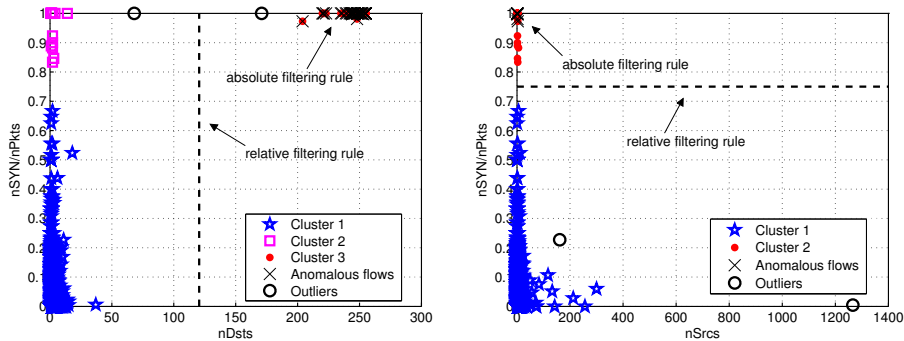 1
0.9
0.8
0.7
0.6
0.5
0.4
0.3
0.2
0.1
0
nSYN/nPkts
absolute filtering rule
relative filtering rule
Cluster 1
Cluster 2
Cluster 3
Anomalous flows
Outliers
0 50 100 150 200 250 300
nDsts
1
0.9
0.8
0.7
0.6
0.5
0.4
0.3
0.2
0.1
0
nSYN/nPkts
absolute filtering rule
relative filtering rule
Cluster 1
Cluster 2
Anomalous flows
Outliers
0 200 400 600 800 1000 1200 1400
nSrcs